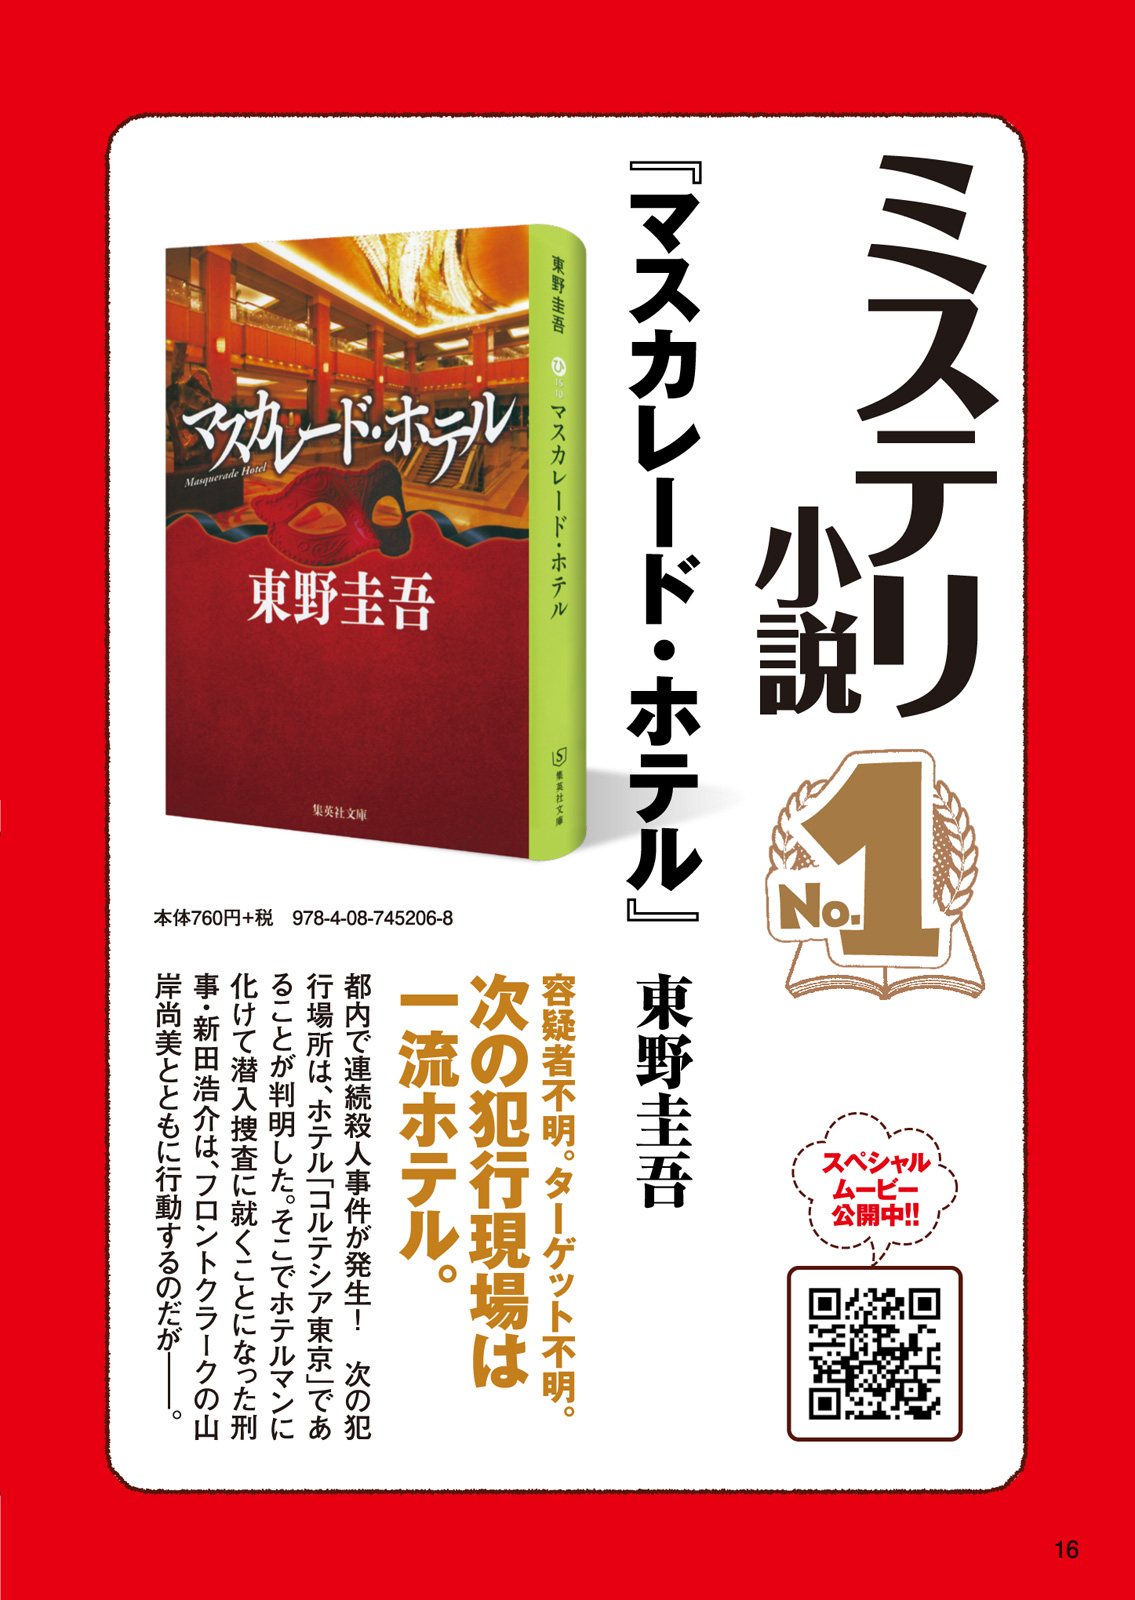 ミステリ
小説
No.1
スペシャル
ムービー
公開中!!
『マスカレード・ホテル』 東野圭吾
マスカレード・ホテル
Masquerade Hotel
東野圭吾
集英社文庫
東野圭吾 ひ マスカレード・ホテル S 集英社文庫
本体760円+税 978-4-08-745206-8
容疑者不明。ターゲット不明。
次の犯行現場は
一流ホテル。
都内で連続殺人事件が発生！ 次の犯
行場所は、ホテル「コルテシア東京」であ
ることが判明した。そこでホテルマンに
化けて潜入捜査に就くことになった刑
事・新田浩介は、フロントクラークの山
岸尚美とともに行動するのだが――。
16